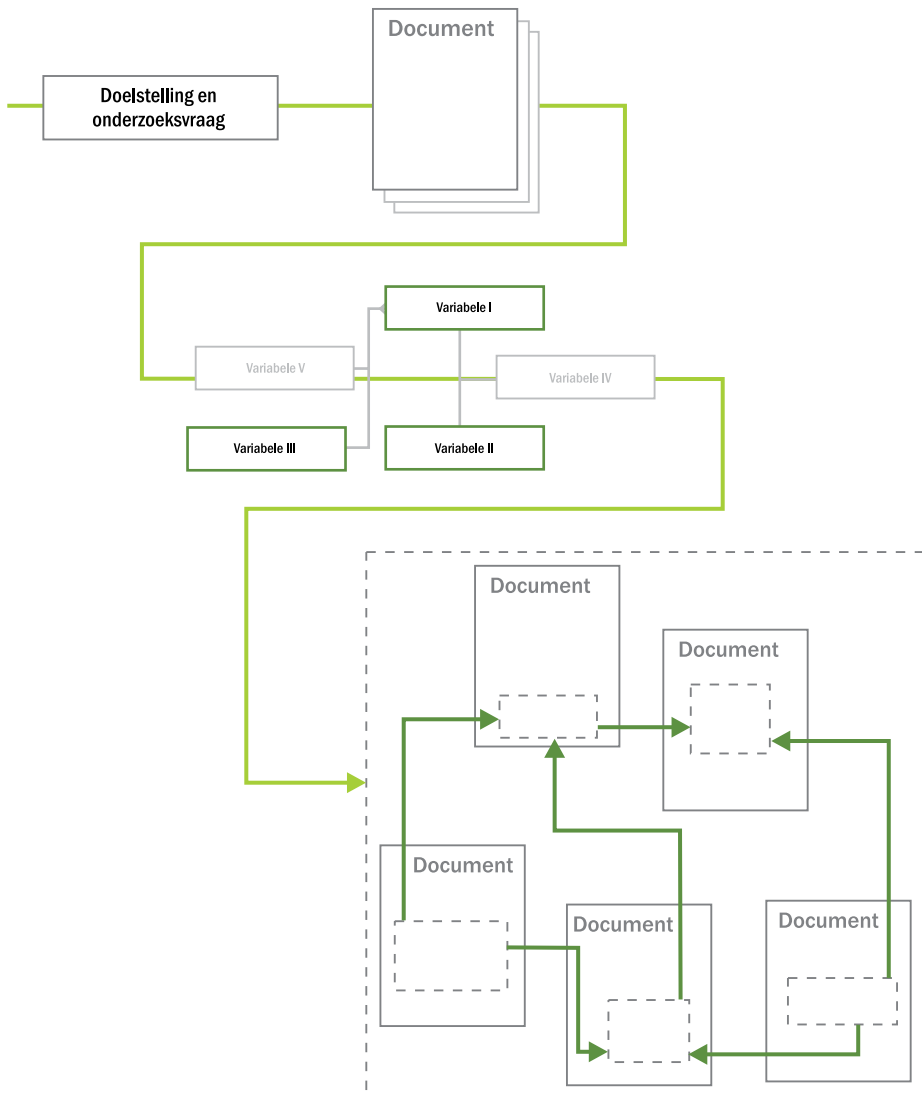 Document
Doelstelling en
onderzoeksvraag
Variabele I
Variabele V
Variabele IV
Variabele III
Variabele II
Document
Document
Document
Document
Document